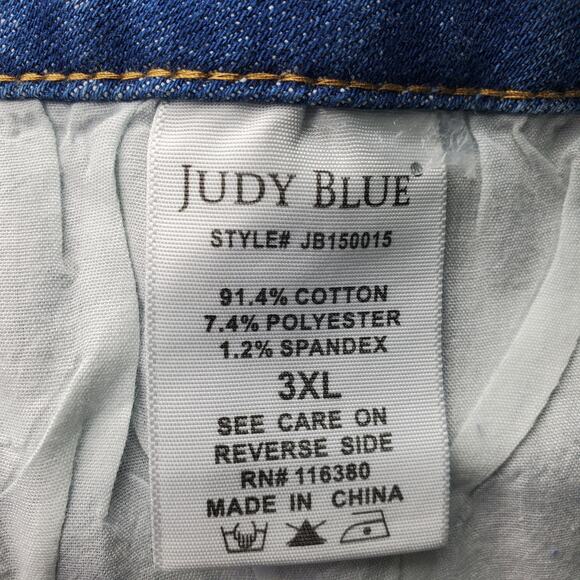 JUDY BLUE®
STYLE# JB150015
91.4% COTTON
7.4% POLYESTER
1.2% SPANDEX
3XL
SEE CARE ON
REVERSE SIDE
RN# 116380
MADE IN CHINA